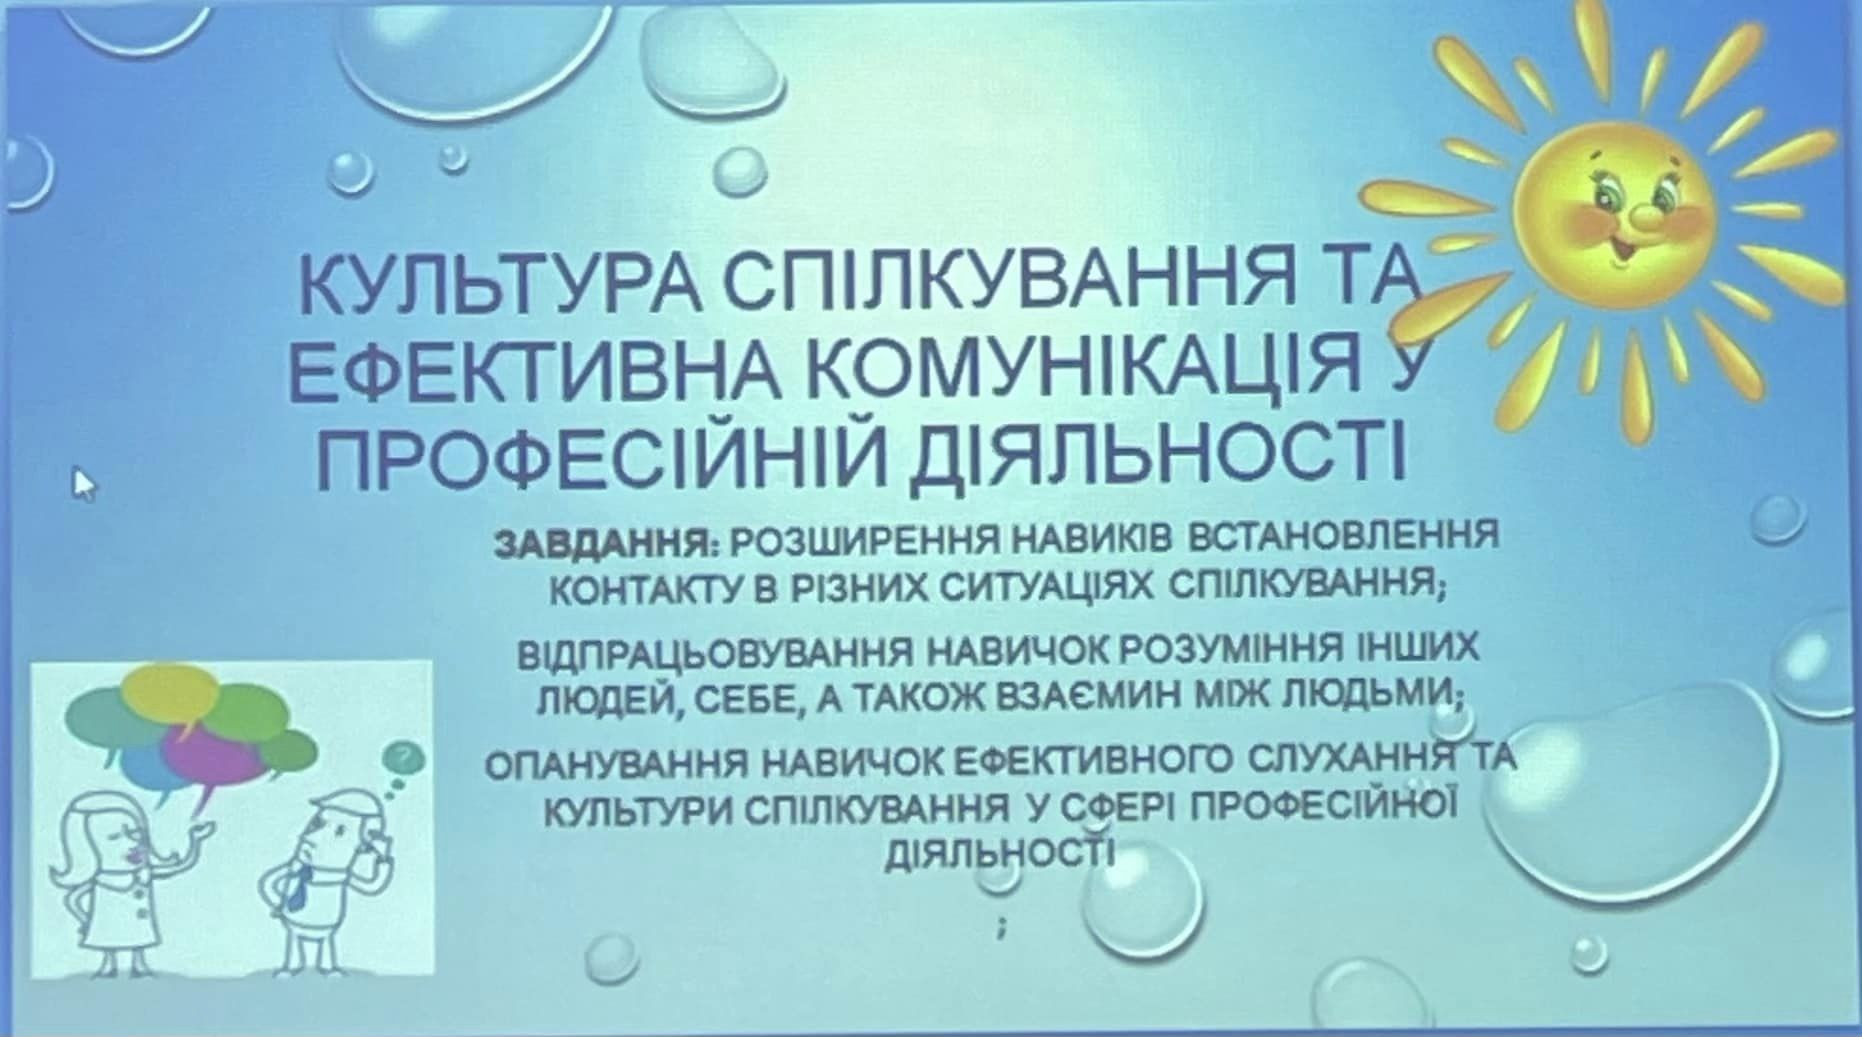 КУЛЬТУРА СПІЛКУВАННЯ ТА
ЕФЕКТИВНА КОМУНІКАЦІЯ У
ПРОФЕСІЙНІЙ ДІЯЛЬНОСТІ
ЗАВДАННЯ: РОЗШИРЕННЯ НАВИКІВ ВСТАНОВЛЕННЯ
КОНТАКТУ В РІЗНИХ СИТУАЦІЯХ СПІЛКУВАННЯ;
ВІДПРАЦЬОВУВАННЯ НАВИЧОК РОЗУМІННЯ ІНШИХ
ЛЮДЕЙ, СЕБЕ, А ТАКОЖ ВЗАЄМИН МІЖ ЛЮДЬМИ;
ОПАНУВАННЯ НАВИЧОК ЕФЕКТИВНОГО СЛУХАННЯ ТА
КУЛЬТУРИ СПІЛКУВАННЯ У СФЕРІ ПРОФЕСІЙНОЇ
ДІЯЛЬНОСТІ
;
?